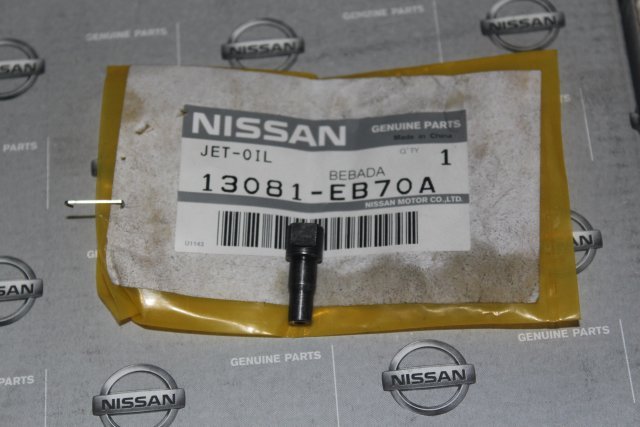 GENUINE PARTS
NISSAN
NISSAN
NISSAN
NISSAN
GENUINE PARTS
Made in China
JET-OIL
Q'TY
1
BEBADA
13081-EB70A
NISSAN MOTOR CO.,LTD.
U1143
NISSAN
NISSAN
GENUINE PARTS
GENUINE PARTS
GENUINE PARTS
NISSAN
NISSAN